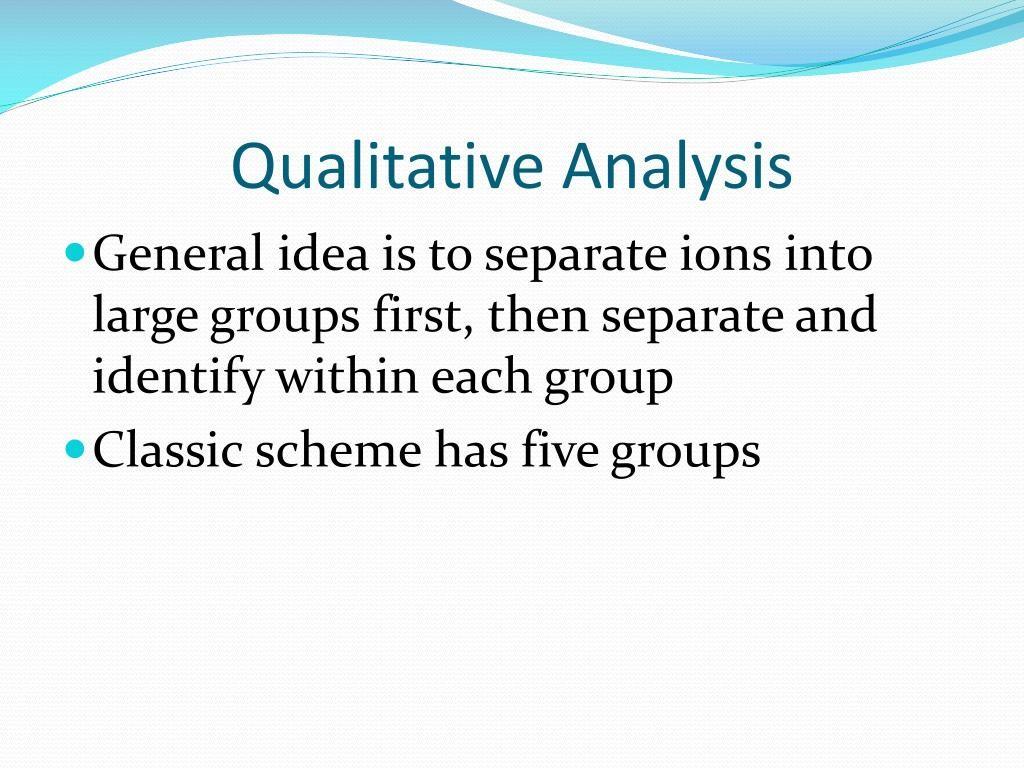 Qualitative Analysis
• General idea is to separate ions into
large groups first, then separate and
identify within each group
• Classic scheme has five groups